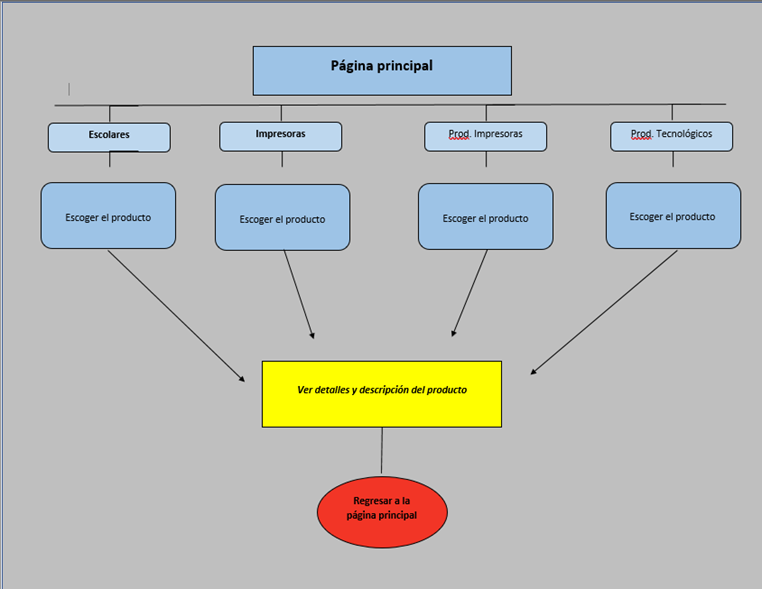 Página principal
Escolares
Impresoras
Prod. Impresoras
Prod. Tecnológicos
Escoger el producto
Escoger el producto
Escoger el producto
Escoger el producto
Ver detalles y descripción del producto
Regresar a la
página principal